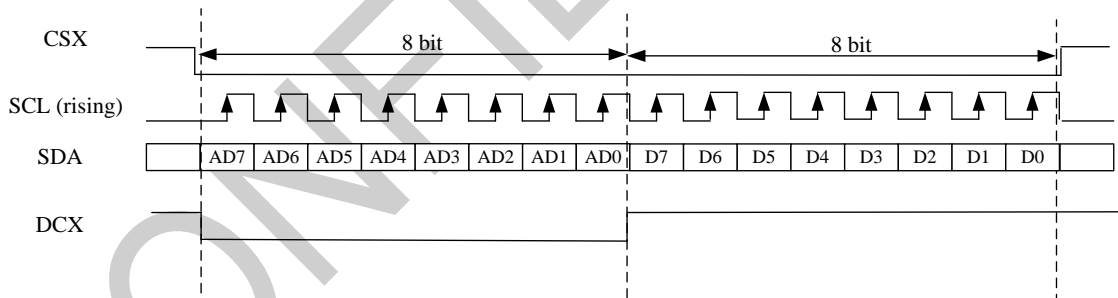 CSX
8 bit
8 bit
SCL (rising)
SDA
AD7 AD6 AD5 AD4 AD3 AD2 AD1 AD0 D7 D6 D5 D4 D3 D2 D1 D0
DCX